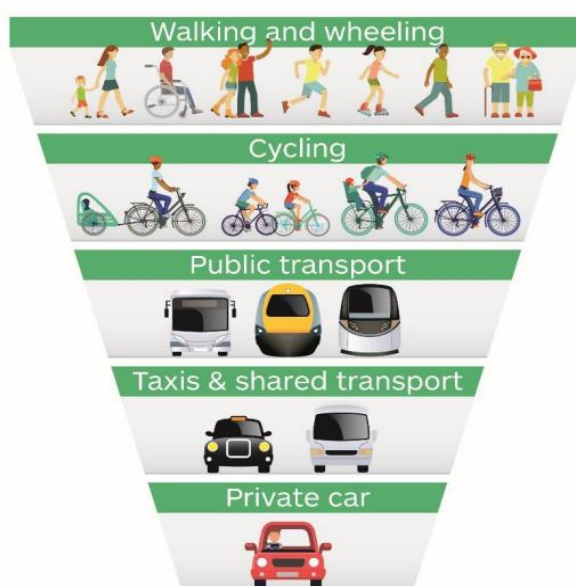 Walking and wheeling
Cycling
Public transport
Taxis & shared transport
Private car